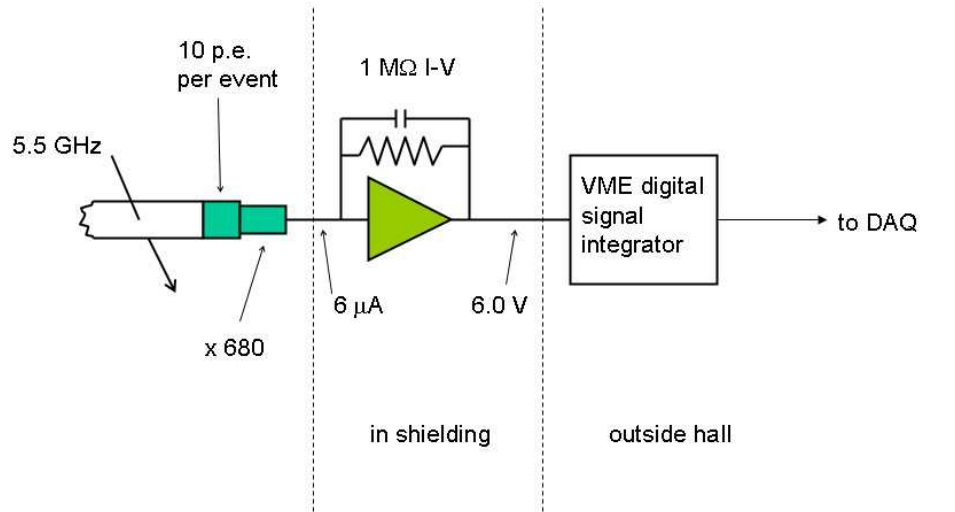 10 p.e.
per event
1 MΩ I-V
5.5 GHz
VME digital
signal
integrator
to DAQ
6 μA
6.0 V
x 680
in shielding
outside hall